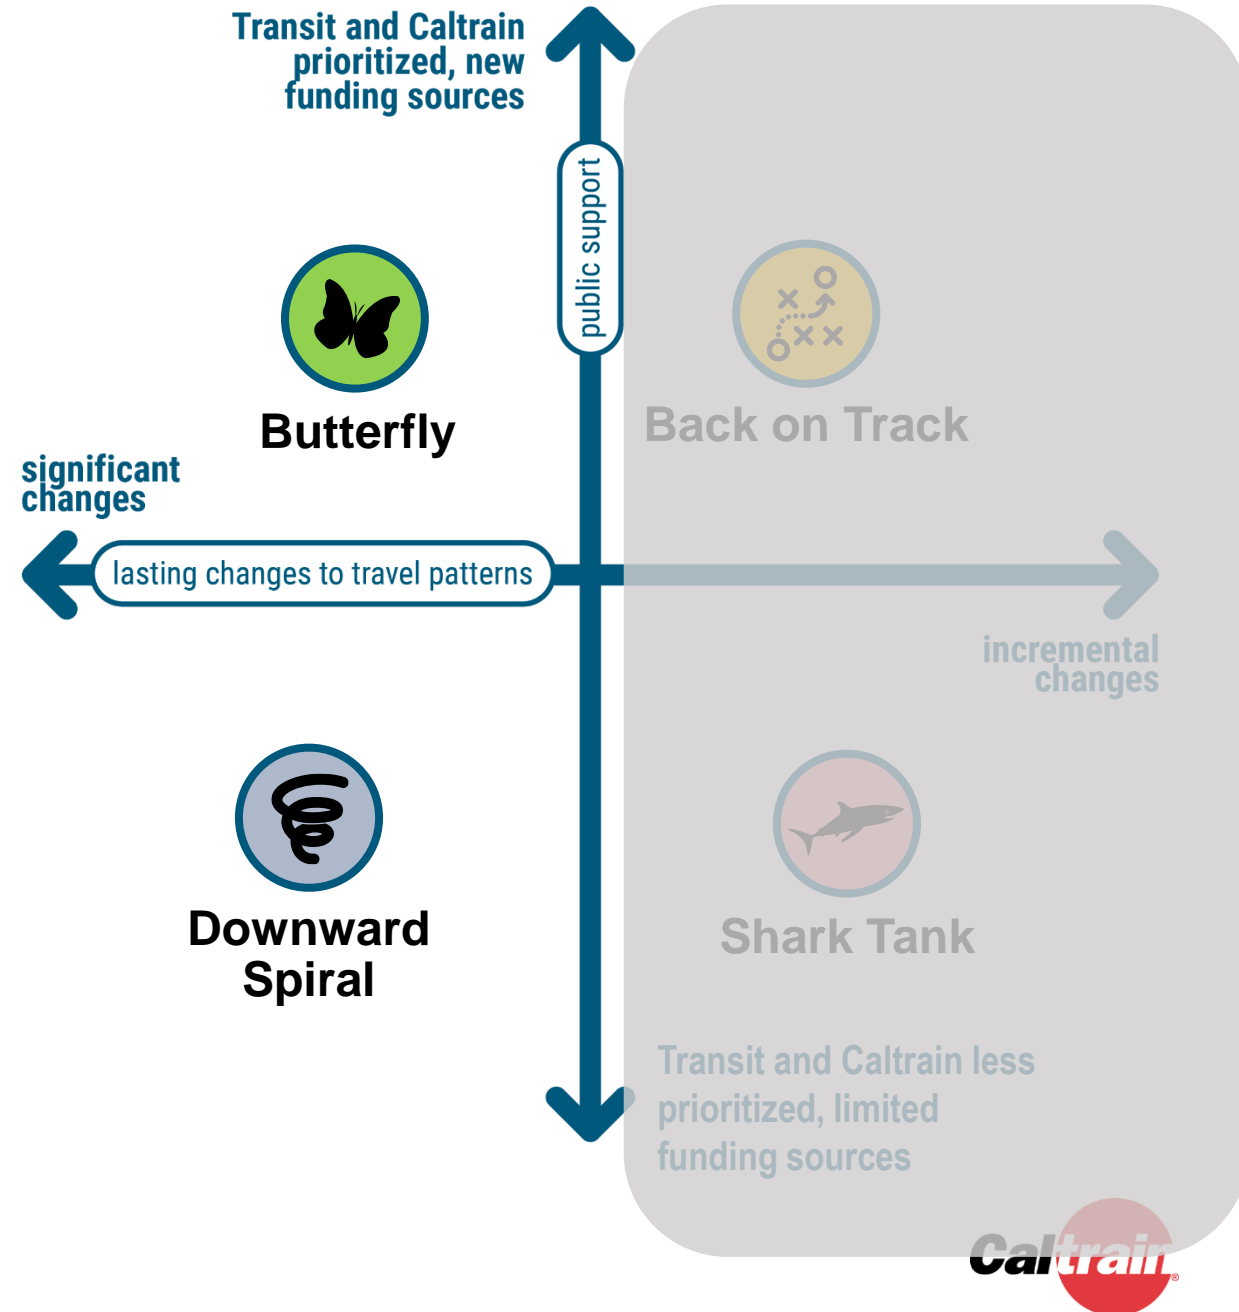 Transit and Caltrain
prioritized, new
funding sources
public support
Butterfly
Back on Track
significant
changes
lasting changes to travel patterns
incremental
changes
Downward
Spiral
Shark Tank
Transit and Caltrain less
prioritized, limited
funding sources
Caltrain®